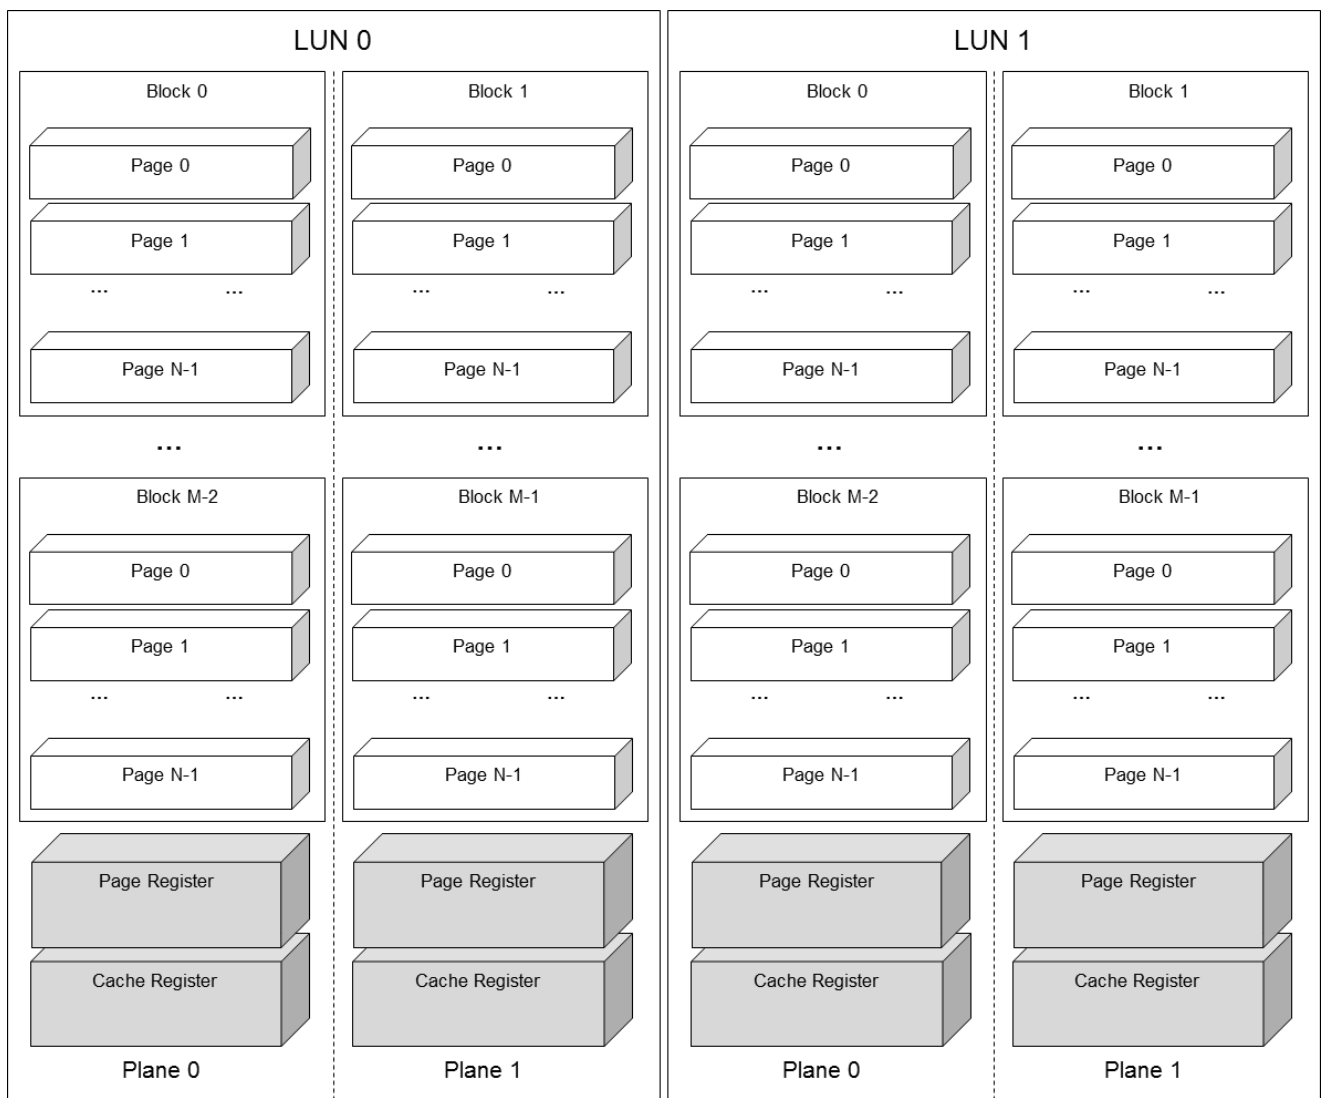 LUN 0
Block 0
Block 1
Page 0
Page 0
Page 1
Page 1
... ...
... ...
Page N-1
Page N-1
...
...
Block M-2
Block M-1
Page 0
Page 0
Page 1
Page 1
... ...
... ...
Page N-1
Page N-1
Page Register
Page Register
Cache Register
Cache Register
Plane 0
Plane 1
LUN 1
Block 0
Block 1
Page 0
Page 0
Page 1
Page 1
... ...
... ...
Page N-1
Page N-1
...
...
Block M-2
Block M-1
Page 0
Page 0
Page 1
Page 1
... ...
... ...
Page N-1
Page N-1
Page Register
Page Register
Cache Register
Cache Register
Plane 0
Plane 1